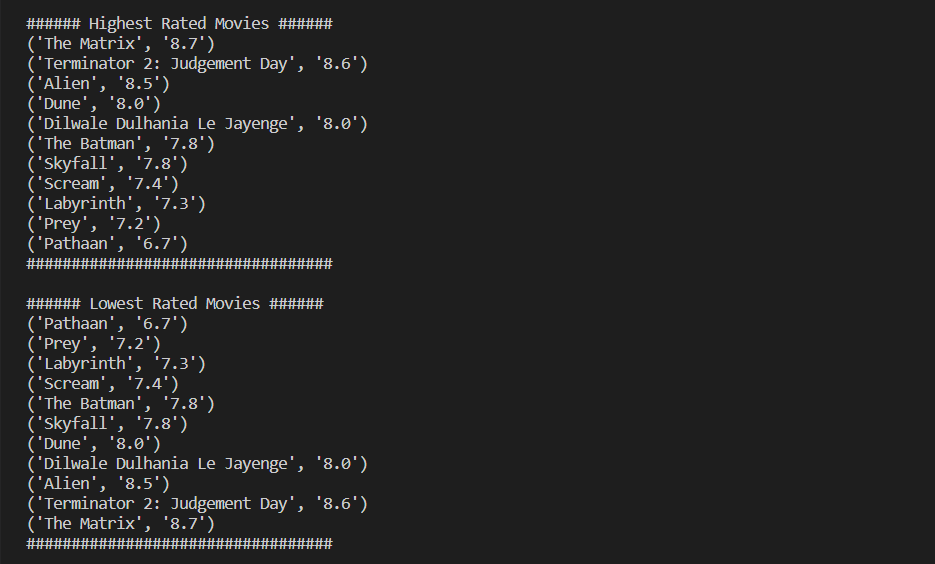 ###### Highest Rated Movies ######
('The Matrix', '8.7')
('Terminator 2: Judgement Day', '8.6')
('Alien', '8.5')
('Dune', '8.0')
('Dilwale Dulhania Le Jayenge', '8.0')
('The Batman', '7.8')
('Skyfall', '7.8')
('Scream', '7.4')
('Labyrinth', '7.3')
('Prey', '7.2')
('Pathaan', '6.7')
##################################
###### Lowest Rated Movies ######
('Pathaan', '6.7')
('Prey', '7.2')
('Labyrinth', '7.3')
('Scream', '7.4')
('The Batman', '7.8')
('Skyfall', '7.8')
('Dune', '8.0')
('Dilwale Dulhania Le Jayenge', '8.0')
('Alien', '8.5')
('Terminator 2: Judgement Day', '8.6')
('The Matrix', '8.7')
##################################